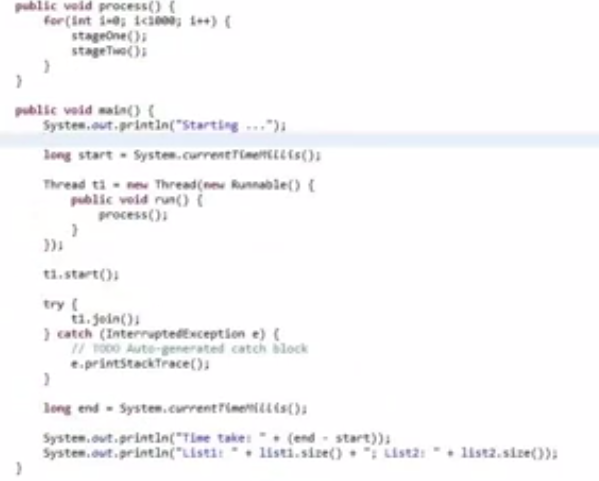 public void process() {
for(int i=0; i<1000; i++) {
stageOne();
stageTwo();
}
}
public void main() {
System.out.println("Starting ...");
long start = System.currentTimeMillis();
Thread t1 = new Thread(new Runnable() {
public void run() {
process();
}
});
t1.start();
try {
t1.join();
} catch (InterruptedException e) {
// TODO Auto-generated catch block
e.printStackTrace();
}
long end = System.currentTimeMillis();
System.out.println("Time take: " + (end - start));
System.out.println("List1: " + list1.size() + "; List2: " + list2.size());
}